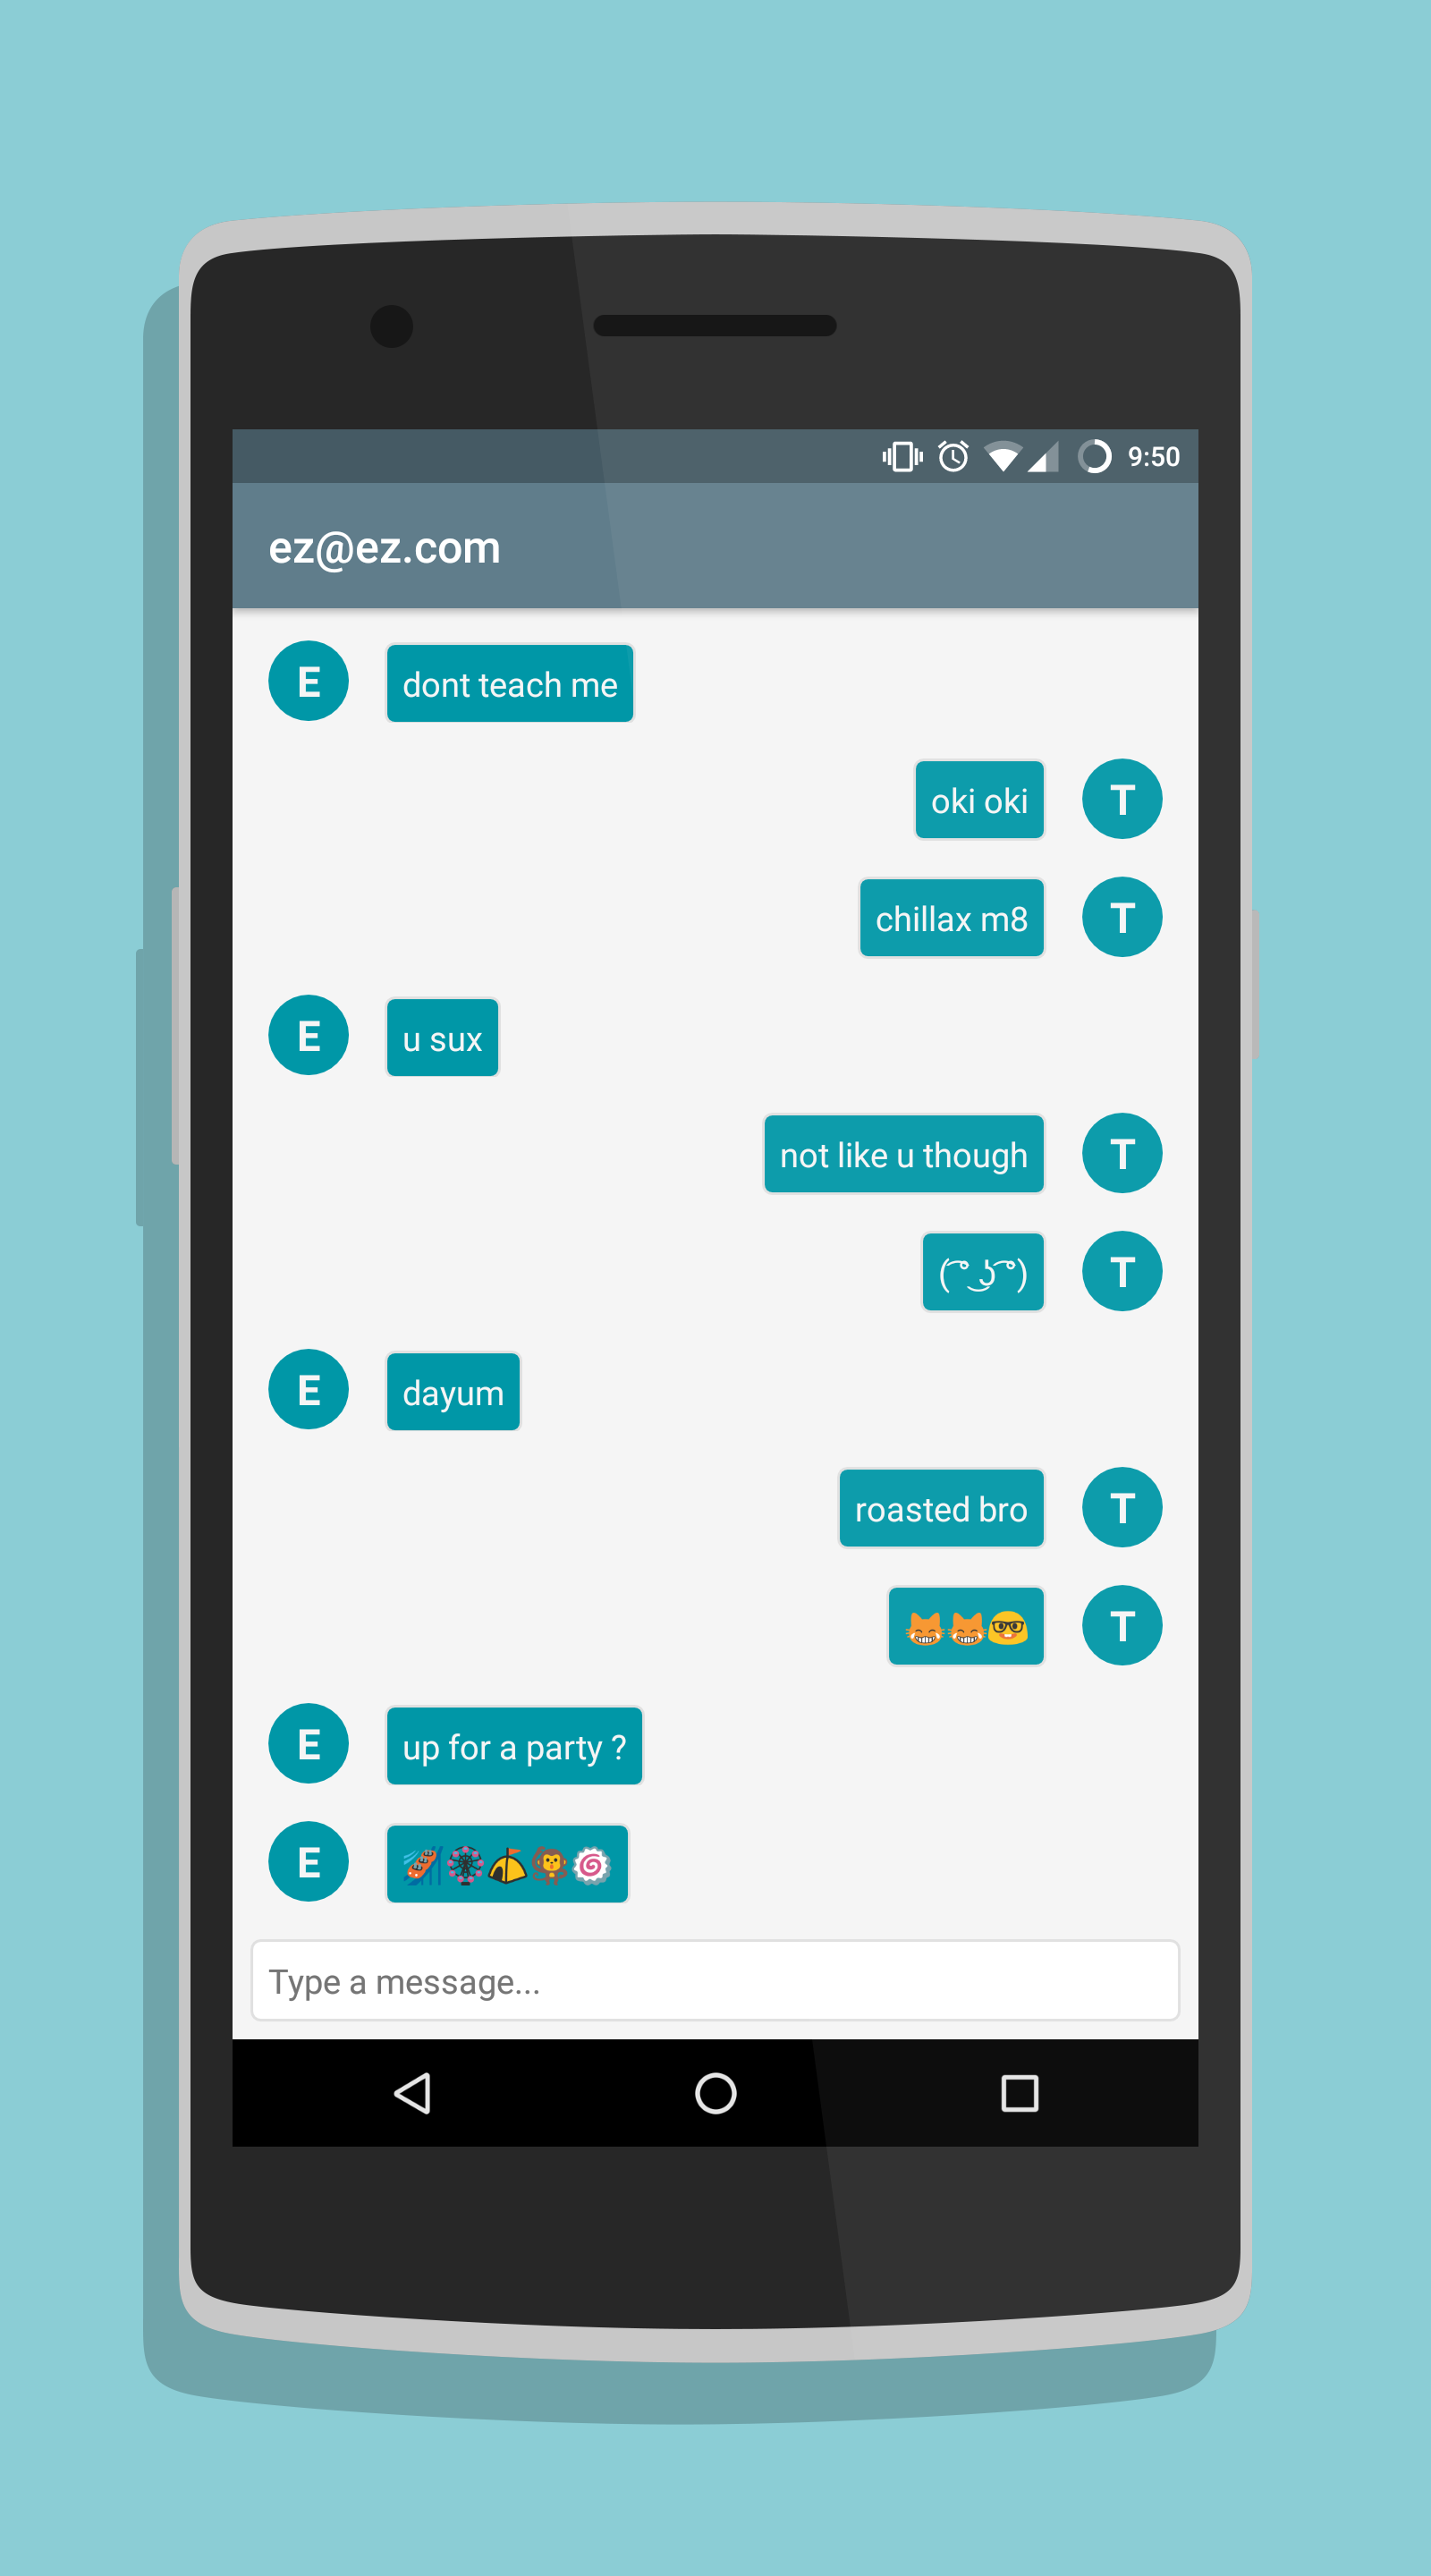 9:50
ez@ez.com
E dont teach me
oki oki T
chillax m8 T
E u sux
not like u though T
( ͡° ͜ʖ ͡°) T
E dayum
roasted bro T
😹😹🤓 T
E up for a party ?
E 🎢🎡⛺🐒🍥
Type a message...